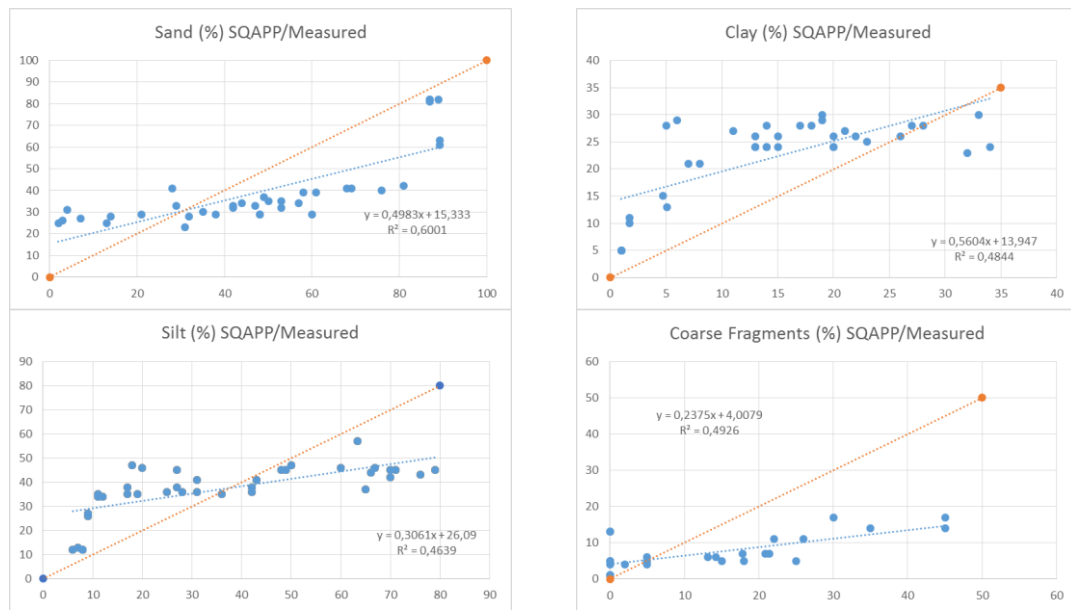 Sand (%) SQAPP/Measured
100
90
80
70
60
50
40
30
20
10
0
0 20 40 60 80 100
y = 0,4983x + 15,333
R² = 0,6001
Clay (%) SQAPP/Measured
40
35
30
25
20
15
10
5
0
0 5 10 15 20 25 30 35 40
y = 0,5604x + 13,947
R² = 0,4844
Silt (%) SQAPP/Measured
90
80
70
60
50
40
30
20
10
0
0 10 20 30 40 50 60 70 80 90
y = 0,3061x + 26,09
R² = 0,4639
Coarse Fragments (%) SQAPP/Measured
60
50
40
30
20
10
0
0 10 20 30 40 50 60
y = 0,2375x + 4,0079
R² = 0,4926